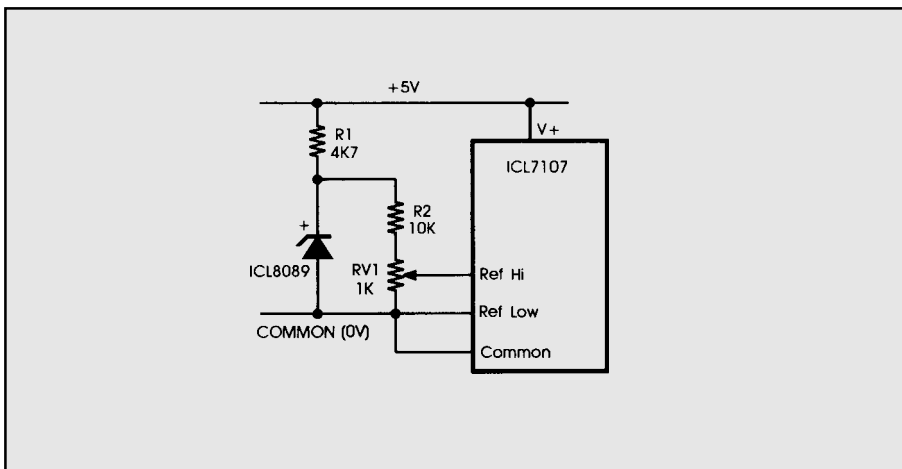 +5V
R1
4K7
V+
ICL7107
+
R2
10K
ICL8089
RV1
1K
Ref Hi
Ref Low
COMMON (0V)
Common